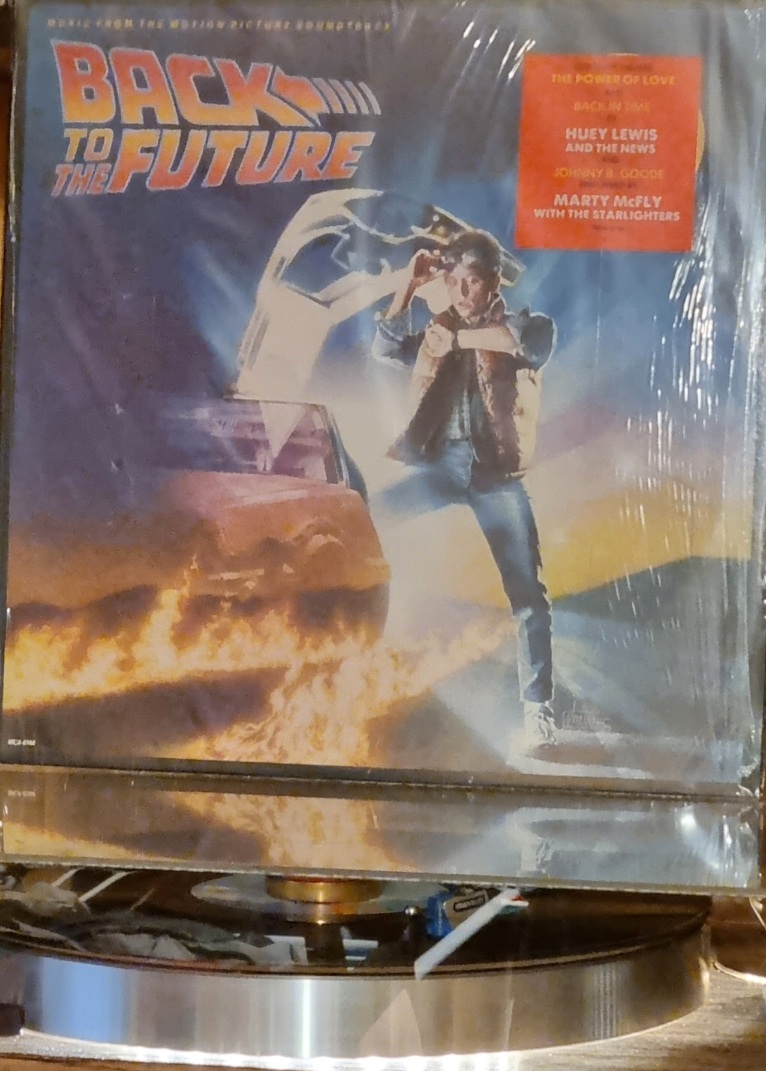 MUSIC FROM THE MOTION PICTURE SOUNDTRACK
BACK
TO
THE FUTURE
THE POWER OF LOVE
BACK IN TIME
HUEY LEWIS
AND THE NEWS
JOHNNY B. GOODE
MARTY McFLY
WITH THE STARLIGHTERS